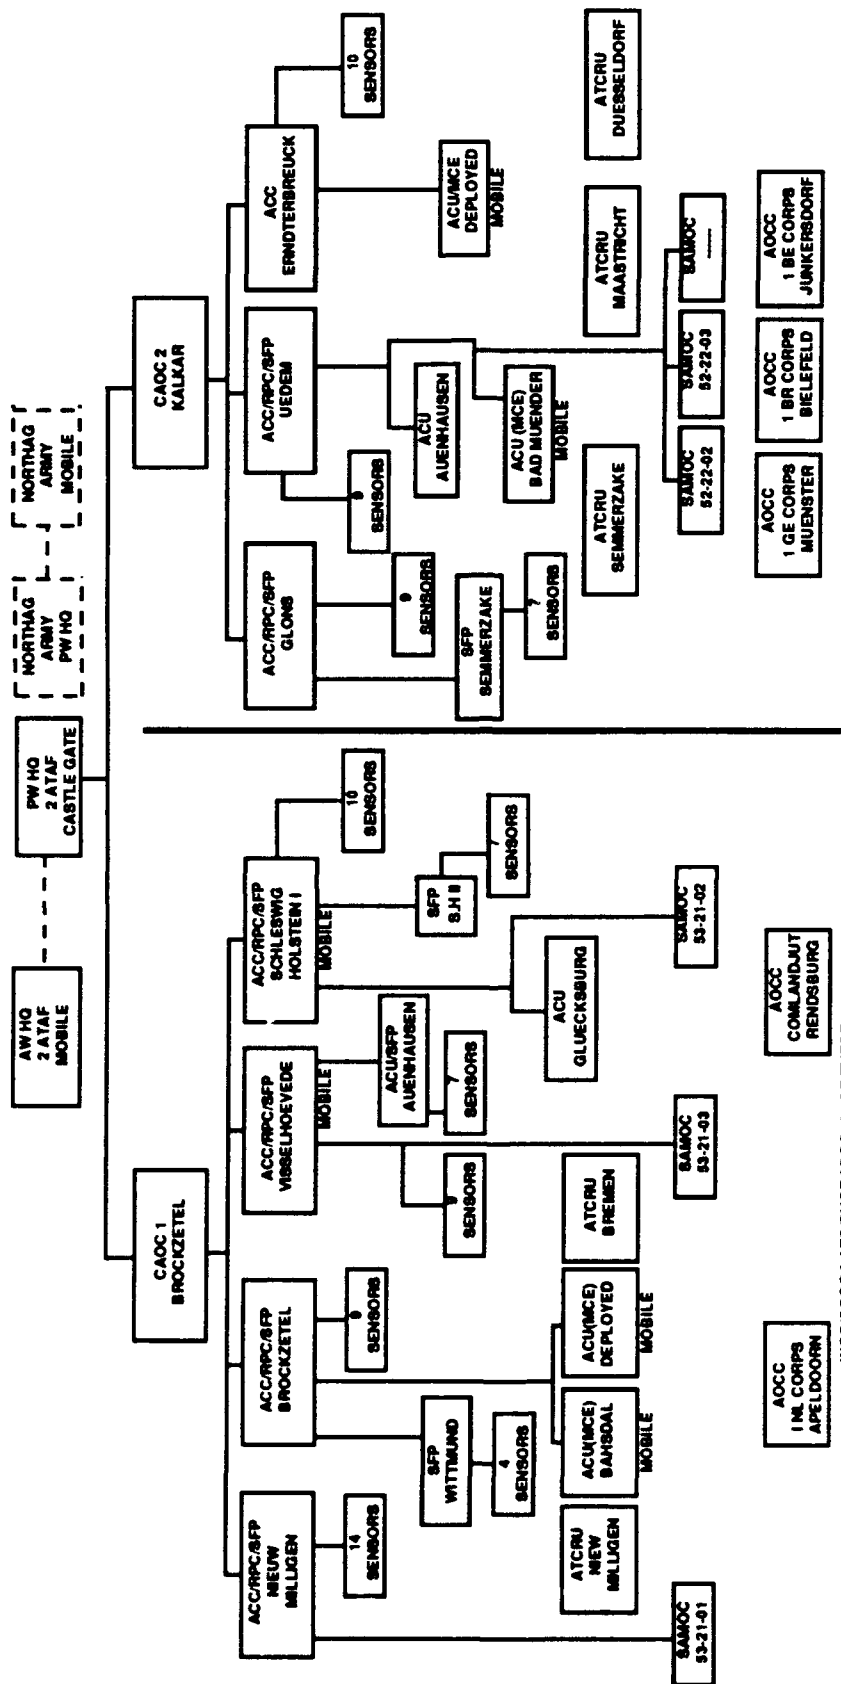 AW HQ
2 ATAF
MOBILE
PW HQ
2 ATAF
CASTLE GATE
NORTHAG
ARMY
PW HQ
NORTHAG
ARMY
MOBILE
CAOC 1
BROCKZETEL
CAOC 2
KALKAR
ACC/RPC/SFP
NIEUW
MILLIGEN
ACC/RPC/SFP
BROCKZETEL
ACC/RPC/SFP
VISSELHOEVEDE
MOBILE
ACC/RPC/SFP
SCHLESWIG
HOLSTEIN I
MOBILE
ACC/RPC/SFP
GLONS
ACC/RPC/SFP
UEDEM
ACC
ERNDTERBREUCK
14
SENSORS
9
SENSORS
ACU/SFP
AUENHAUSEN
10
SENSORS
9
SENSORS
9
SENSORS
10
SENSORS
SFP
WITTMUND
4
SENSORS
9
SENSORS
7
SENSORS
SFP
S.H II
7
SENSORS
SFP
SEMMERZAKE
7
SENSORS
ACU
AUENHAUSEN
ACU (MCE)
BAD MUENDER
MOBILE
ACU/MCE
DEPLOYED
MOBILE
ATCRU
NIEW
MILLIGEN
ACU(MCE)
BAHSDAL
MOBILE
ACU(MCE)
DEPLOYED
MOBILE
ATCRU
BREMEN
ACU
GLUECKSBURG
ATCRU
SEMMERZAKE
ATCRU
MAASTRICHT
ATCRU
DUESSELDORF
SAMOC
53-21-01
SAMOC
53-21-03
SAMOC
53-21-02
SAMOC
52-22-02
SAMOC
52-22-03
SAMOC
-----
AOCC
I NL CORPS
APELDOORN
AOCC
COMLANDJUT
RENDSBURG
AOCC
1 GE CORPS
MUENSTER
AOCC
1 BR CORPS
BIELEFELD
AOCC
1 BE CORPS
JUNKERSDORF